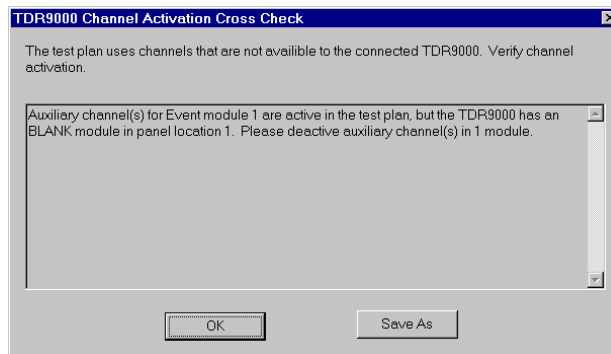 TDR9000 Channel Activation Cross Check
The test plan uses channels that are not availible to the connected TDR9000. Verify channel
activation.
Auxiliary channel(s) for Event module 1 are active in the test plan, but the TDR9000 has an
BLANK module in panel location 1. Please deactive auxiliary channel(s) in 1 module.
OK
Save As